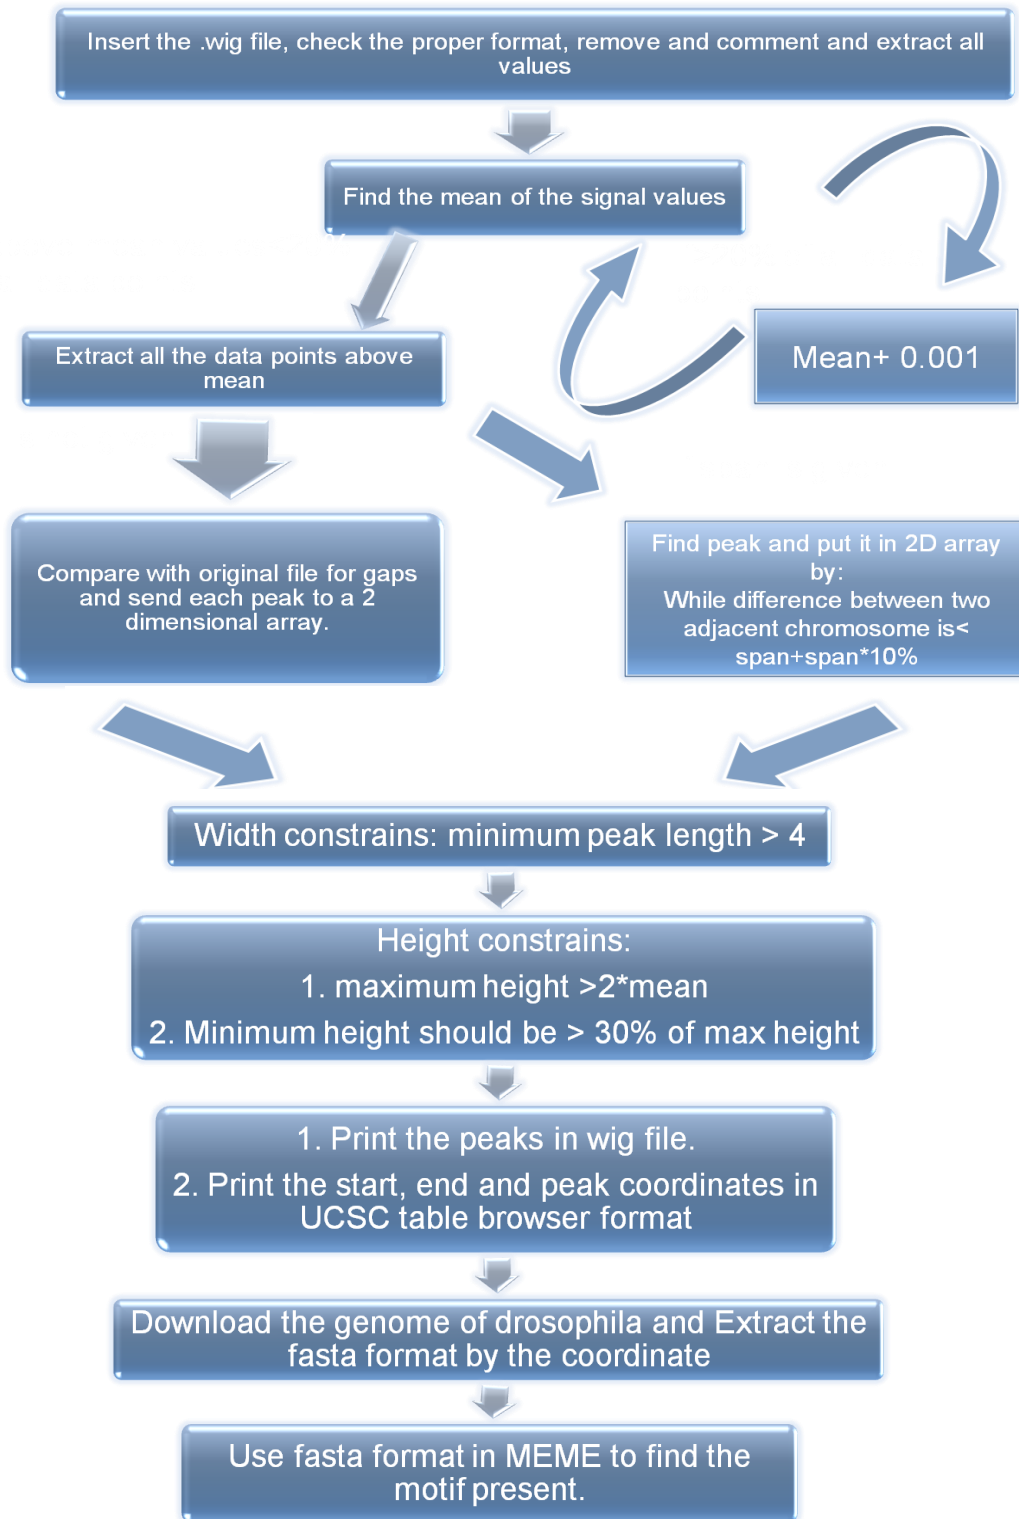 Insert the .wig file, check the proper format, remove and comment and extract all
values
Find the mean of the signal values
Mean+ 0.001
Extract all the data points above
mean
Compare with original file for gaps
and send each peak to a 2
dimensional array.
Find peak and put it in 2D array
by:
While difference between two
adjacent chromosome is<
span+span*10%
Width constrains: minimum peak length > 4
Height constrains:
1. maximum height >2*mean
2. Minimum height should be > 30% of max height
1. Print the peaks in wig file.
2. Print the start, end and peak coordinates in
UCSC table browser format
Download the genome of drosophila and Extract the
fasta format by the coordinate
Use fasta format in MEME to find the
motif present.